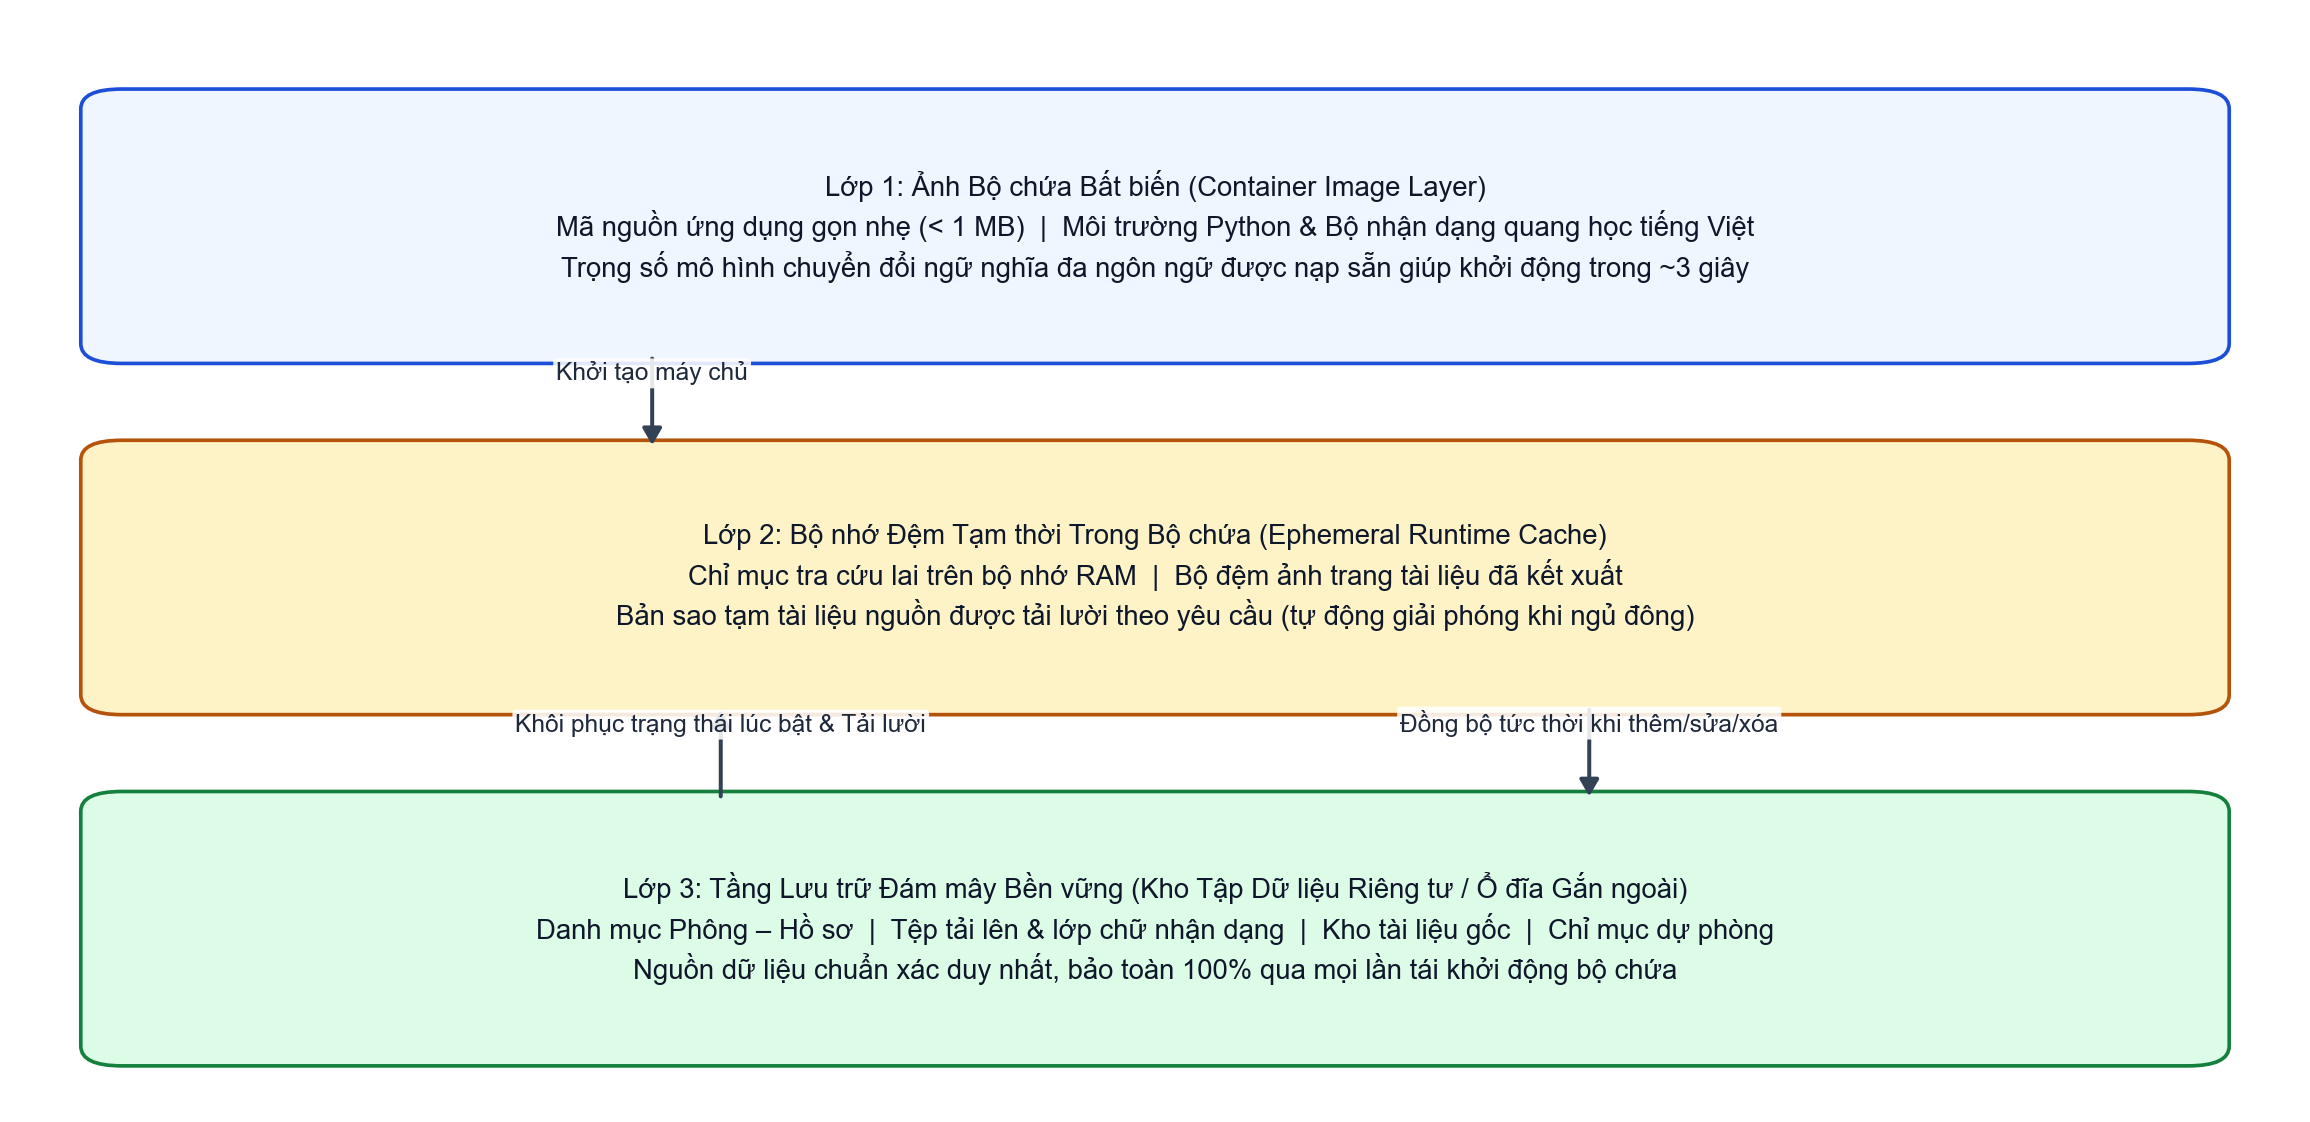 Lớp 1: Ảnh Bộ chứa Bất biến (Container Image Layer)
Mã nguồn ứng dụng gọn nhẹ (< 1 MB) | Môi trường Python & Bộ nhận dạng quang học tiếng Việt
Trọng số mô hình chuyển đổi ngữ nghĩa đa ngôn ngữ được nạp sẵn giúp khởi động trong ~3 giây
Khởi tạo máy chủ
Lớp 2: Bộ nhớ Đệm Tạm thời Trong Bộ chứa (Ephemeral Runtime Cache)
Chỉ mục tra cứu lai trên bộ nhớ RAM | Bộ đệm ảnh trang tài liệu đã kết xuất
Bản sao tạm tài liệu nguồn được tải lười theo yêu cầu (tự động giải phóng khi ngủ đông)
Khôi phục trạng thái lúc bật & Tải lười
Đồng bộ tức thời khi thêm/sửa/xóa
Lớp 3: Tầng Lưu trữ Đám mây Bền vững (Kho Tập Dữ liệu Riêng tư / Ổ đĩa Gắn ngoài)
Danh mục Phông – Hồ sơ | Tệp tải lên & lớp chữ nhận dạng | Kho tài liệu gốc | Chỉ mục dự phòng
Nguồn dữ liệu chuẩn xác duy nhất, bảo toàn 100% qua mọi lần tái khởi động bộ chứa